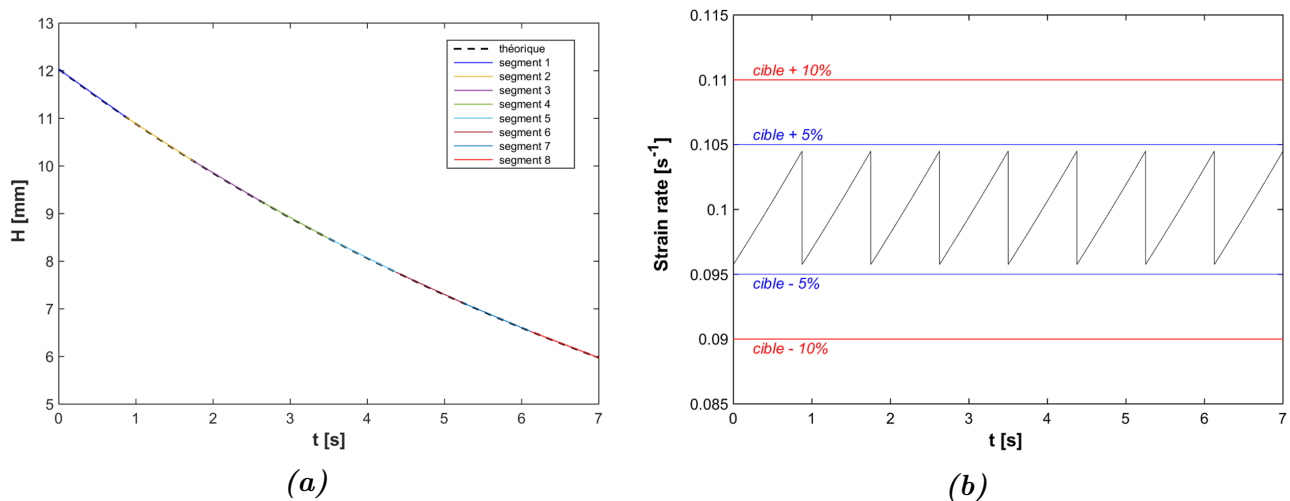 13
12
11
10
9
8
7
6
5
H [mm]
0 1 2 3 4 5 6 7
t [s]
théorique
segment 1
segment 2
segment 3
segment 4
segment 5
segment 6
segment 7
segment 8
(a)
0.115
0.11
0.105
0.1
0.095
0.09
0.085
Strain rate [s⁻¹]
cible + 10%
cible + 5%
cible - 5%
cible - 10%
0 1 2 3 4 5 6 7
t [s]
(b)